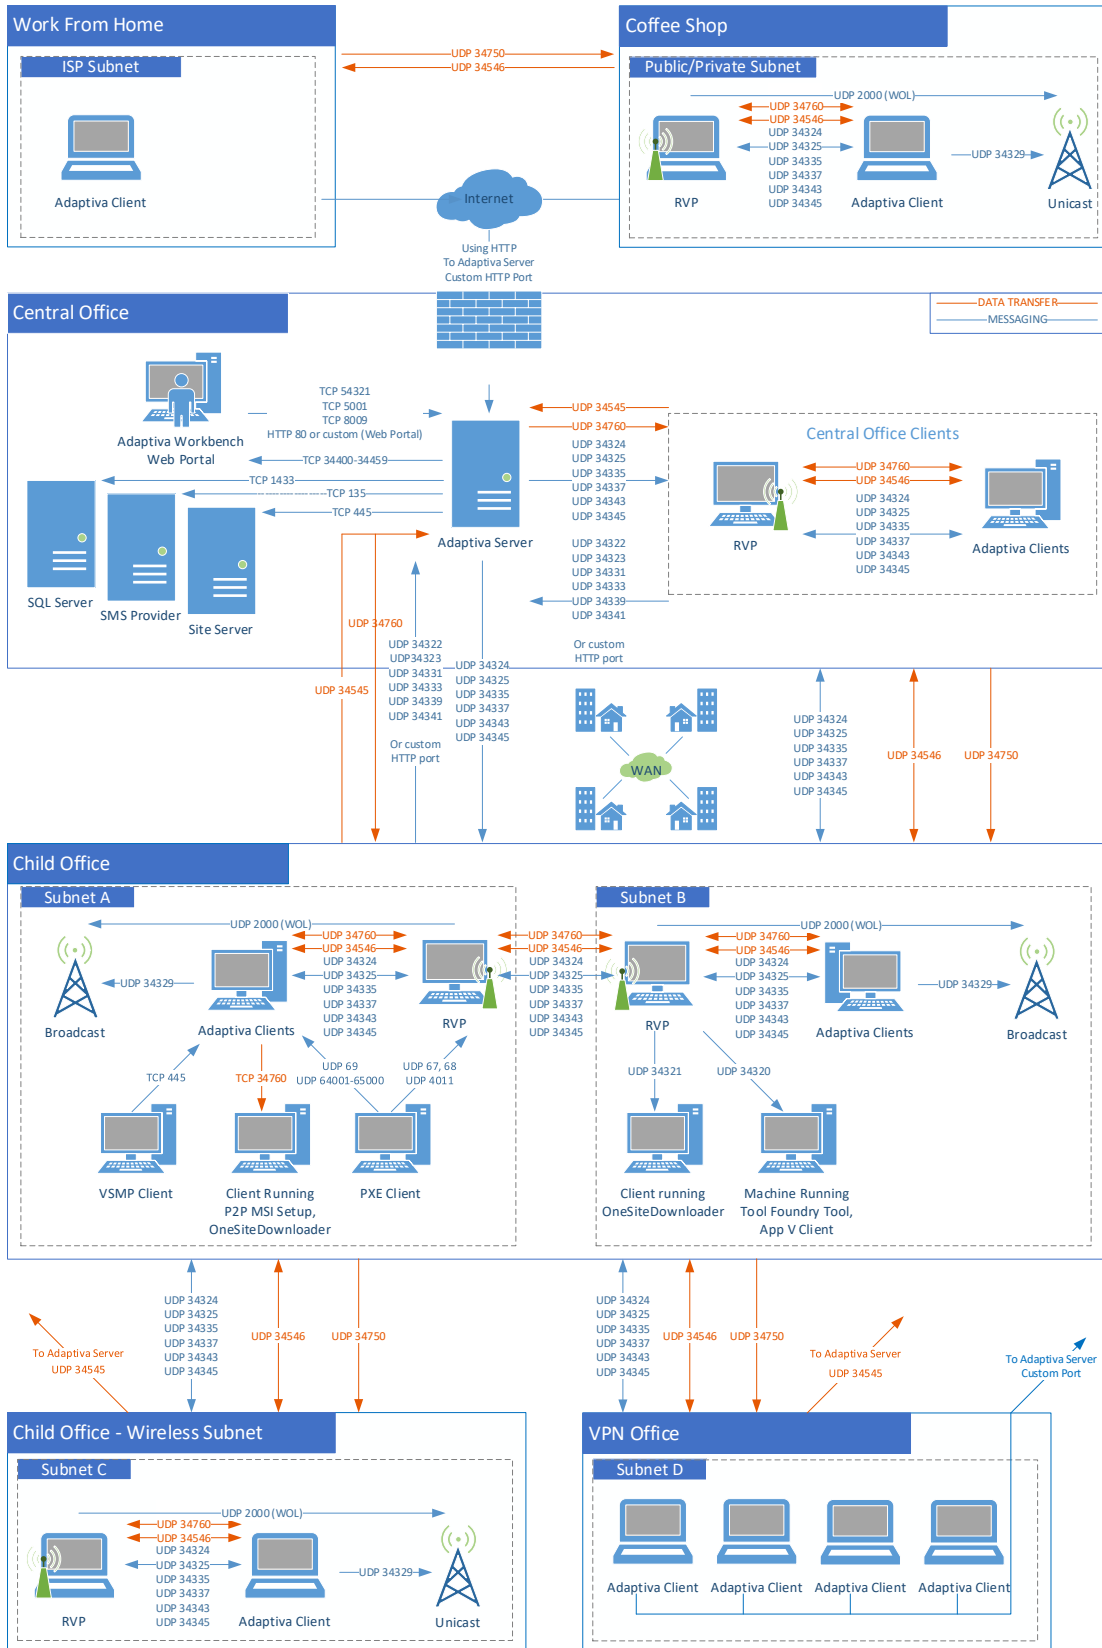 Work From Home
ISP Subnet
Adaptiva Client
UDP 34750
UDP 34546
Coffee Shop
Public/Private Subnet
UDP 2000 (WOL)
UDP 34760
UDP 34546
UDP 34324
UDP 34325
UDP 34335
UDP 34337
UDP 34343
UDP 34345
UDP 34329
RVP
Adaptiva Client
Unicast
Internet
Using HTTP
To Adaptiva Server
Custom HTTP Port
Central Office
DATA TRANSFER
MESSAGING
Adaptiva Workbench
Web Portal
TCP 54321
TCP 5001
TCP 8009
HTTP 80 or custom (Web Portal)
TCP 34400-34459
TCP 1433
TCP 135
TCP 445
SQL Server
SMS Provider
Site Server
Adaptiva Server
UDP 34545
UDP 34760
UDP 34324
UDP 34325
UDP 34335
UDP 34337
UDP 34343
UDP 34345
UDP 34322
UDP 34323
UDP 34331
UDP 34333
UDP 34339
UDP 34341
Or custom
HTTP port
Central Office Clients
UDP 34760
UDP 34546
UDP 34324
UDP 34325
UDP 34335
UDP 34337
UDP 34343
UDP 34345
RVP
Adaptiva Clients
UDP 34760
UDP 34545
UDP 34322
UDP34323
UDP 34331
UDP 34333
UDP 34339
UDP 34341
Or custom
HTTP port
UDP 34324
UDP 34325
UDP 34335
UDP 34337
UDP 34343
UDP 34345
WAN
UDP 34324
UDP 34325
UDP 34335
UDP 34337
UDP 34343
UDP 34345
UDP 34546
UDP 34750
Child Office
Subnet A
UDP 2000 (WOL)
UDP 34760
UDP 34546
UDP 34324
UDP 34325
UDP 34335
UDP 34337
UDP 34343
UDP 34345
UDP 34329
Broadcast
Adaptiva Clients
RVP
TCP 445
TCP 34760
UDP 69
UDP 64001-65000
UDP 67, 68
UDP 4011
VSMP Client
Client Running
P2P MSI Setup,
OneSiteDownloader
PXE Client
UDP 34760
UDP 34546
UDP 34324
UDP 34325
UDP 34335
UDP 34337
UDP 34343
UDP 34345
Subnet B
UDP 2000 (WOL)
UDP 34760
UDP 34546
UDP 34324
UDP 34325
UDP 34335
UDP 34337
UDP 34343
UDP 34345
UDP 34329
RVP
Adaptiva Clients
Broadcast
UDP 34321
UDP 34320
Client running
OneSiteDownloader
Machine Running
Tool Foundry Tool,
App V Client
To Adaptiva Server
UDP 34545
UDP 34324
UDP 34325
UDP 34335
UDP 34337
UDP 34343
UDP 34345
UDP 34546
UDP 34750
UDP 34324
UDP 34325
UDP 34335
UDP 34337
UDP 34343
UDP 34345
UDP 34546
UDP 34750
To Adaptiva Server
UDP 34545
To Adaptiva Server
Custom Port
Child Office - Wireless Subnet
Subnet C
UDP 2000 (WOL)
UDP 34760
UDP 34546
UDP 34324
UDP 34325
UDP 34335
UDP 34337
UDP 34343
UDP 34345
UDP 34329
RVP
Adaptiva Client
Unicast
VPN Office
Subnet D
Adaptiva Client
Adaptiva Client
Adaptiva Client
Adaptiva Client